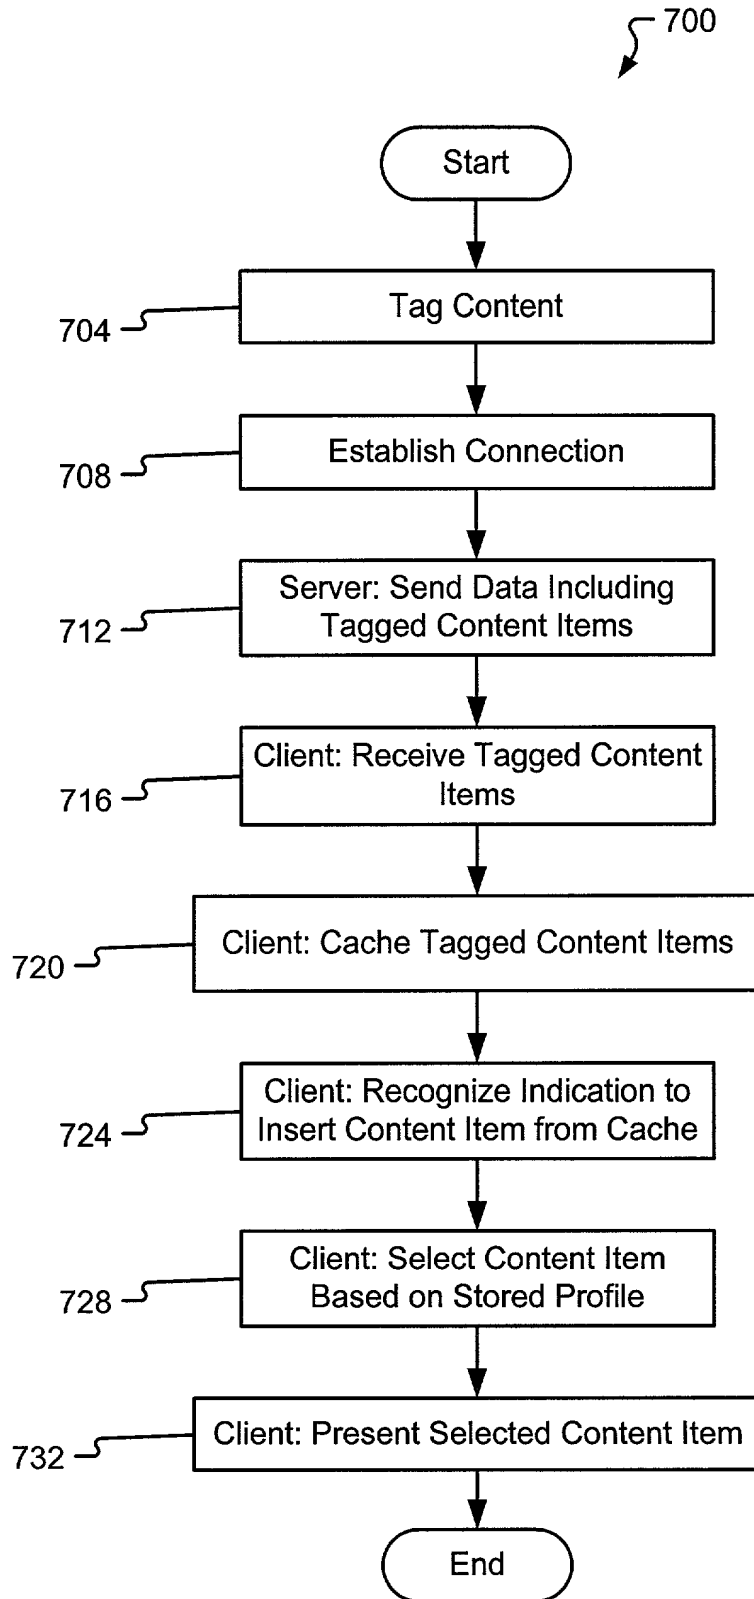 700
Start
704
Tag Content
708
Establish Connection
712
Server: Send Data Including
Tagged Content Items
716
Client: Receive Tagged Content
Items
720
Client: Cache Tagged Content Items
724
Client: Recognize Indication to
Insert Content Item from Cache
728
Client: Select Content Item
Based on Stored Profile
732
Client: Present Selected Content Item
End